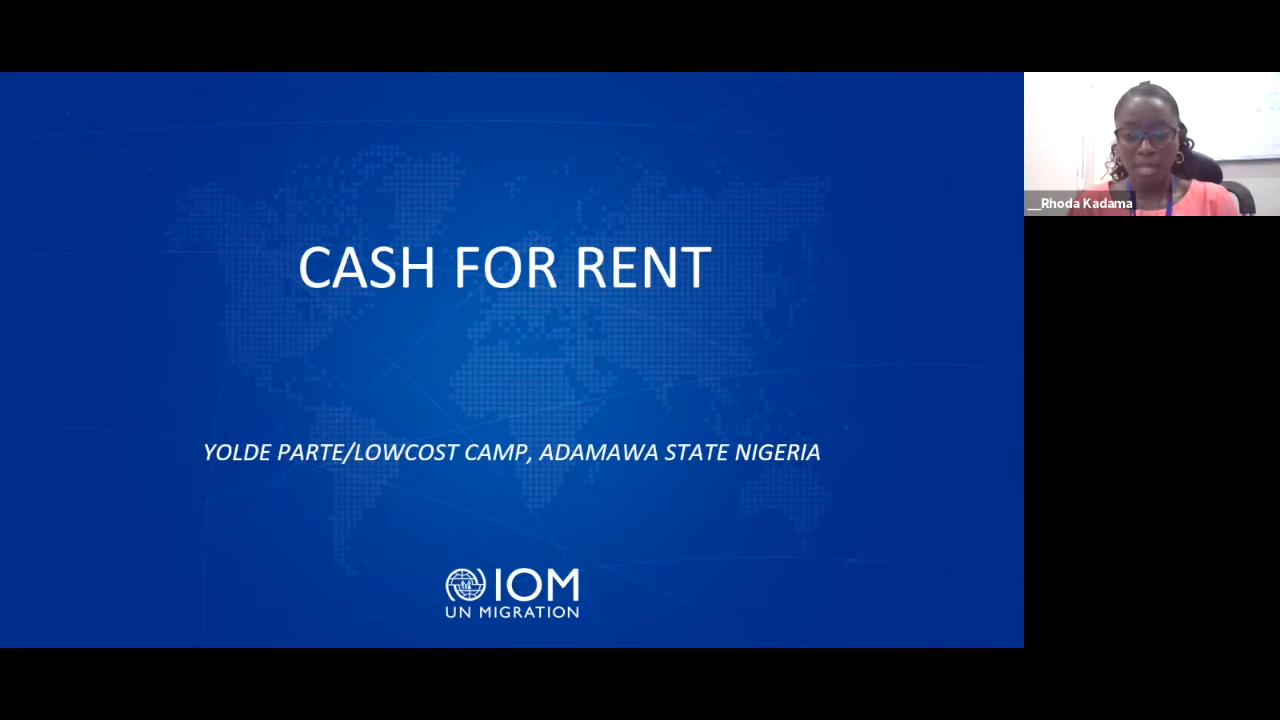 CASH FOR RENT
YOLDE PARTE/LOWCOST CAMP, ADAMAWA STATE NIGERIA
IOM
UN MIGRATION
__Rhoda Kadama